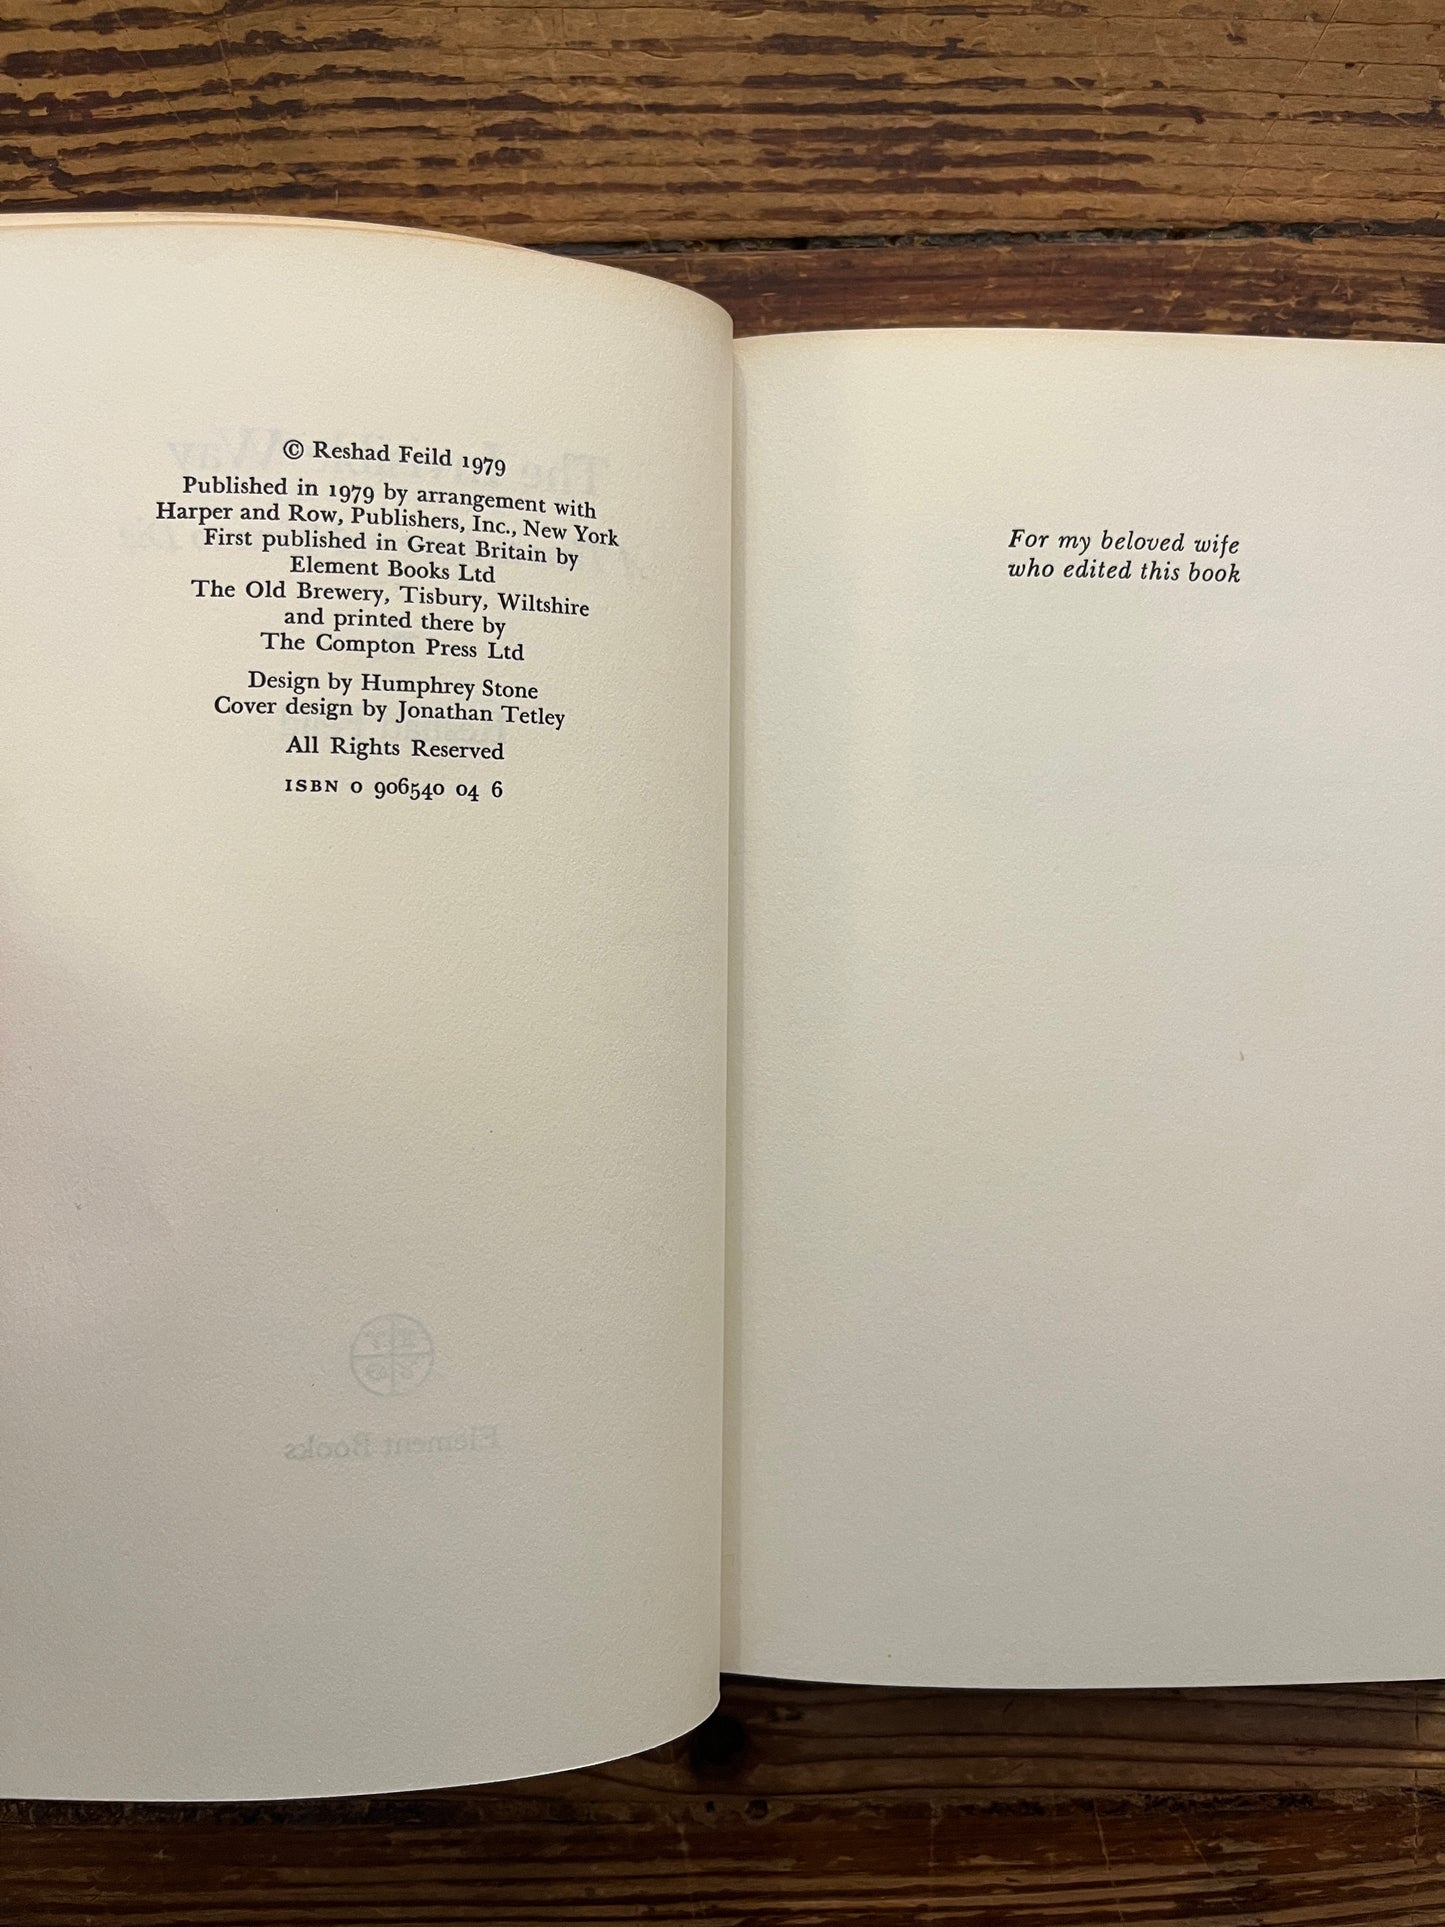 © Reshad Feild 1979
Published in 1979 by arrangement with
Harper and Row, Publishers, Inc., New York
First published in Great Britain by
Element Books Ltd
The Old Brewery, Tisbury, Wiltshire
and printed there by
The Compton Press Ltd
Design by Humphrey Stone
Cover design by Jonathan Tetley
All Rights Reserved
ISBN 0 906540 04 6
Element Books
For my beloved wife
who edited this book